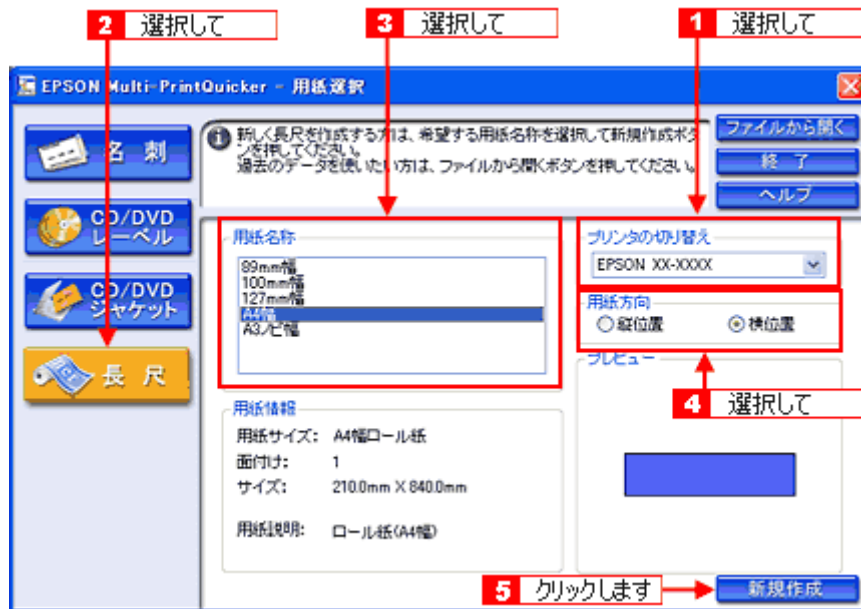 2 選択して
3 選択して
1 選択して
EPSON Multi-PrintQuicker - 用紙選択
名 刺
CD/DVD
レーベル
CD/DVD
ジャケット
長 尺
新しく長尺を作成する方は、希望する用紙名称を選択して新規作成ボタ
ンを押してください。
過去のデータを使いたい方は、ファイルから開くボタンを押してください。
ファイルから開く
終 了
ヘルプ
用紙名称
89mm幅
100mm幅
127mm幅
A4幅
A3ノビ幅
プリンタの切り替え
EPSON XX-XXXX
用紙方向
縦位置
横位置
4 選択して
プレビュー
用紙情報
用紙サイズ: A4幅ロール紙
面付け: 1
サイズ: 210.0mm X 840.0mm
用紙説明: ロール紙(A4幅)
5 クリックします
新規作成